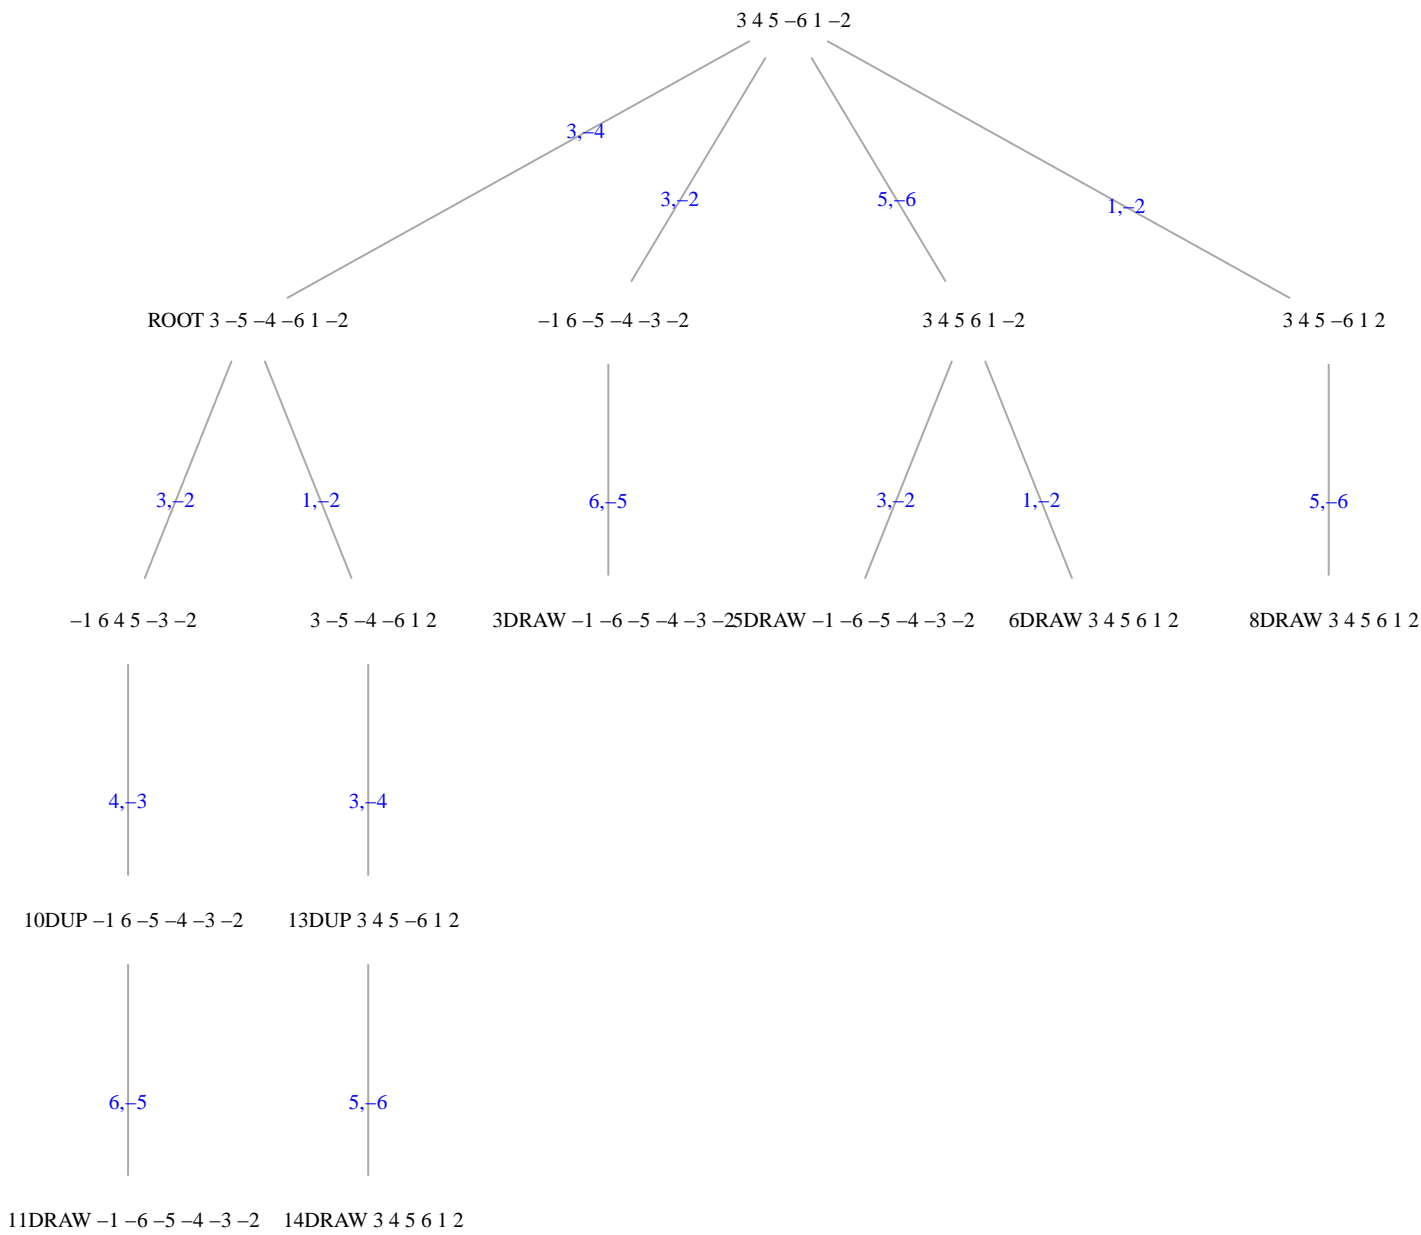 3 4 5 –6 1 –2
3,–4
3,–2
5,–6
1,–2
ROOT 3 –5 –4 –6 1 –2
–1 6 –5 –4 –3 –2
3 4 5 6 1 –2
3 4 5 –6 1 2
3,–2
1,–2
6,–5
3,–2
1,–2
5,–6
–1 6 4 5 –3 –2
3 –5 –4 –6 1 2
3DRAW –1 –6 –5 –4 –3 –2
5DRAW –1 –6 –5 –4 –3 –2
6DRAW 3 4 5 6 1 2
8DRAW 3 4 5 6 1 2
4,–3
3,–4
10DUP –1 6 –5 –4 –3 –2
13DUP 3 4 5 –6 1 2
6,–5
5,–6
11DRAW –1 –6 –5 –4 –3 –2
14DRAW 3 4 5 6 1 2